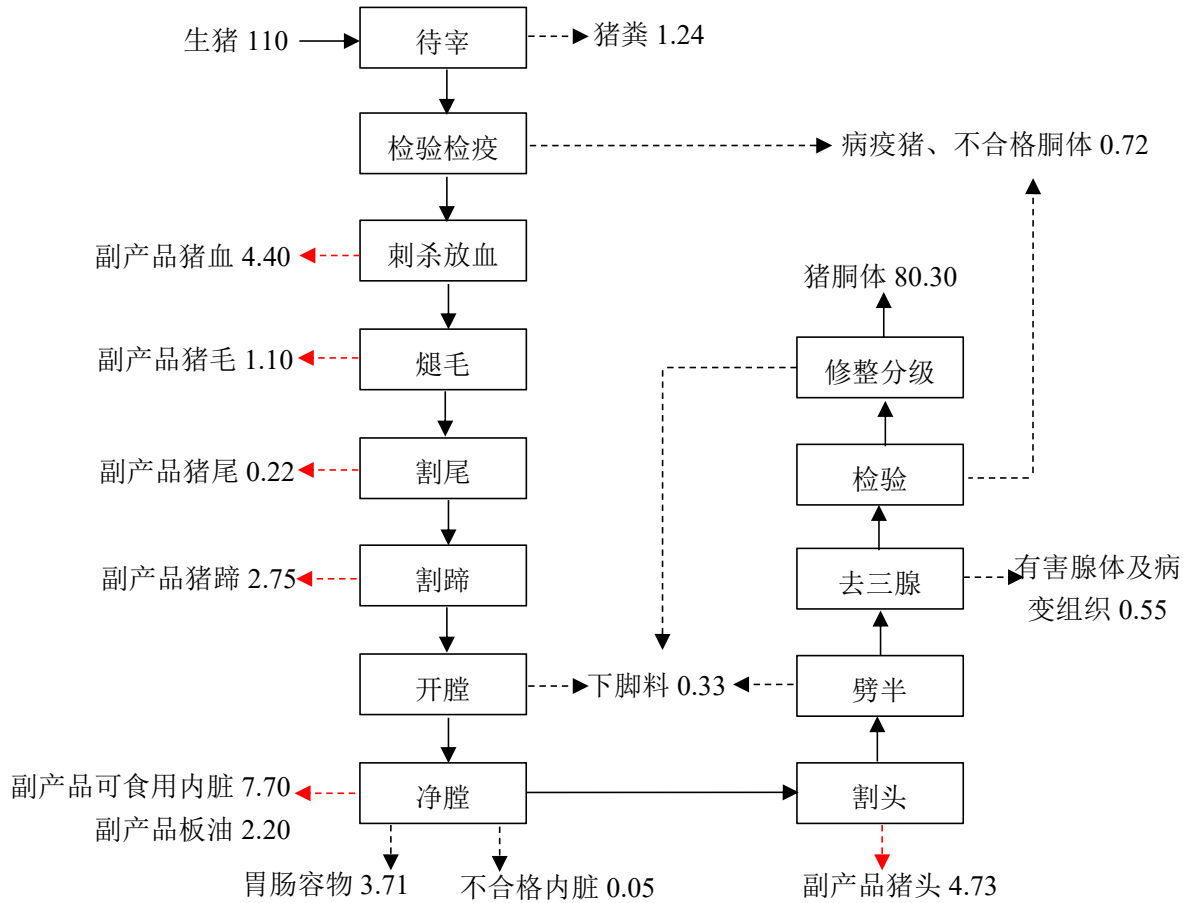 生猪 110
待宰
猪粪 1.24
检验检疫
病疫猪、不合格胴体 0.72
副产品猪血 4.40
刺杀放血
猪胴体 80.30
副产品猪毛 1.10
煺毛
修整分级
副产品猪尾 0.22
割尾
检验
副产品猪蹄 2.75
割蹄
去三腺
有害腺体及病
变组织 0.55
开膛
下脚料 0.33
劈半
副产品可食用内脏 7.70
副产品板油 2.20
净膛
割头
胃肠容物 3.71
不合格内脏 0.05
副产品猪头 4.73